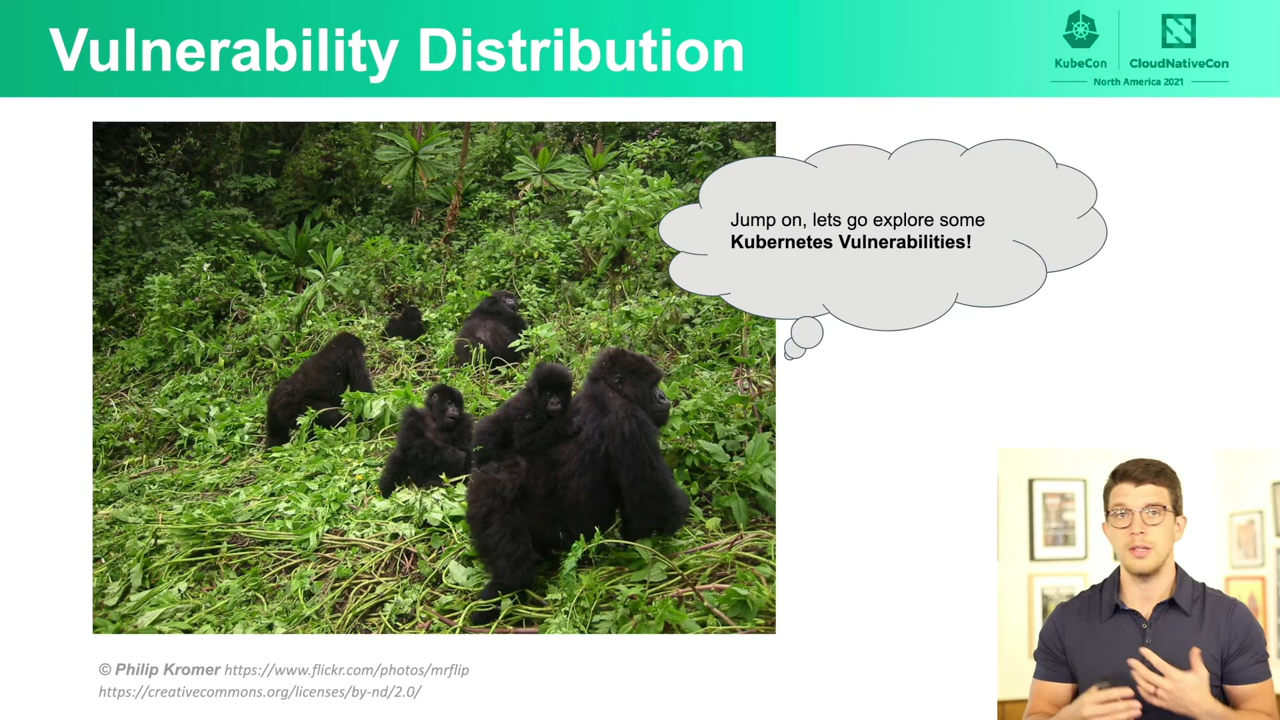 Vulnerability Distribution
KubeCon
CloudNativeCon
North America 2021
Jump on, lets go explore some
Kubernetes Vulnerabilities!
© Philip Kromer https://www.flickr.com/photos/mrflip
https://creativecommons.org/licenses/by-nd/2.0/